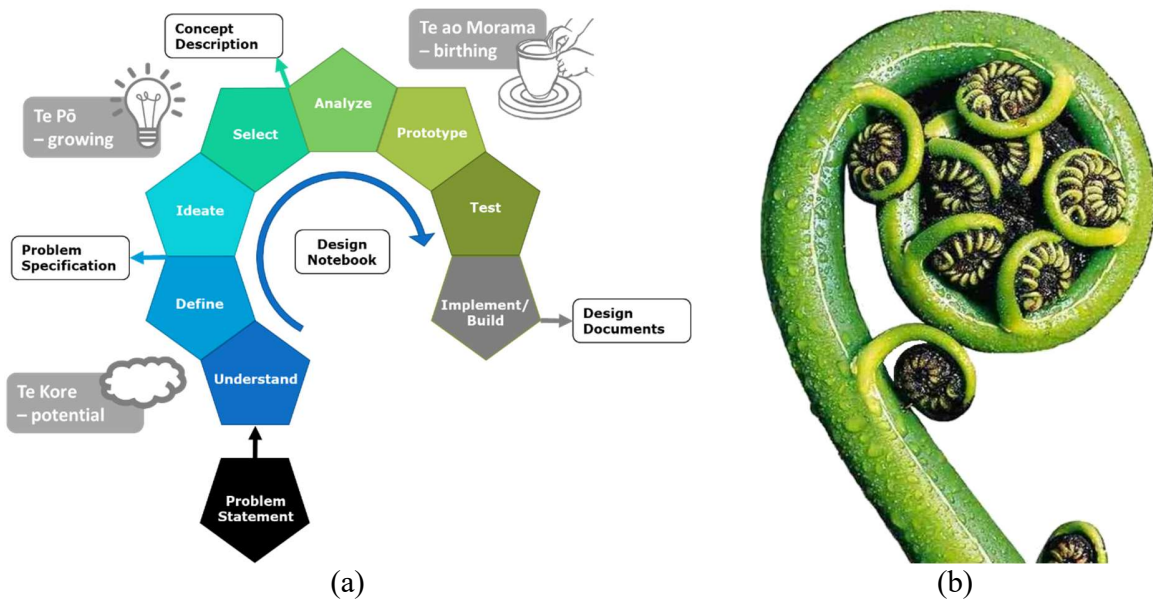 Concept
Description
Te ao Morama
– birthing
Analyze
Te Pō
– growing
Select
Prototype
Ideate
Test
Problem
Specification
Design
Notebook
Define
Implement/
Build
Design
Documents
Understand
Te Kore
– potential
Problem
Statement
(a)
(b)